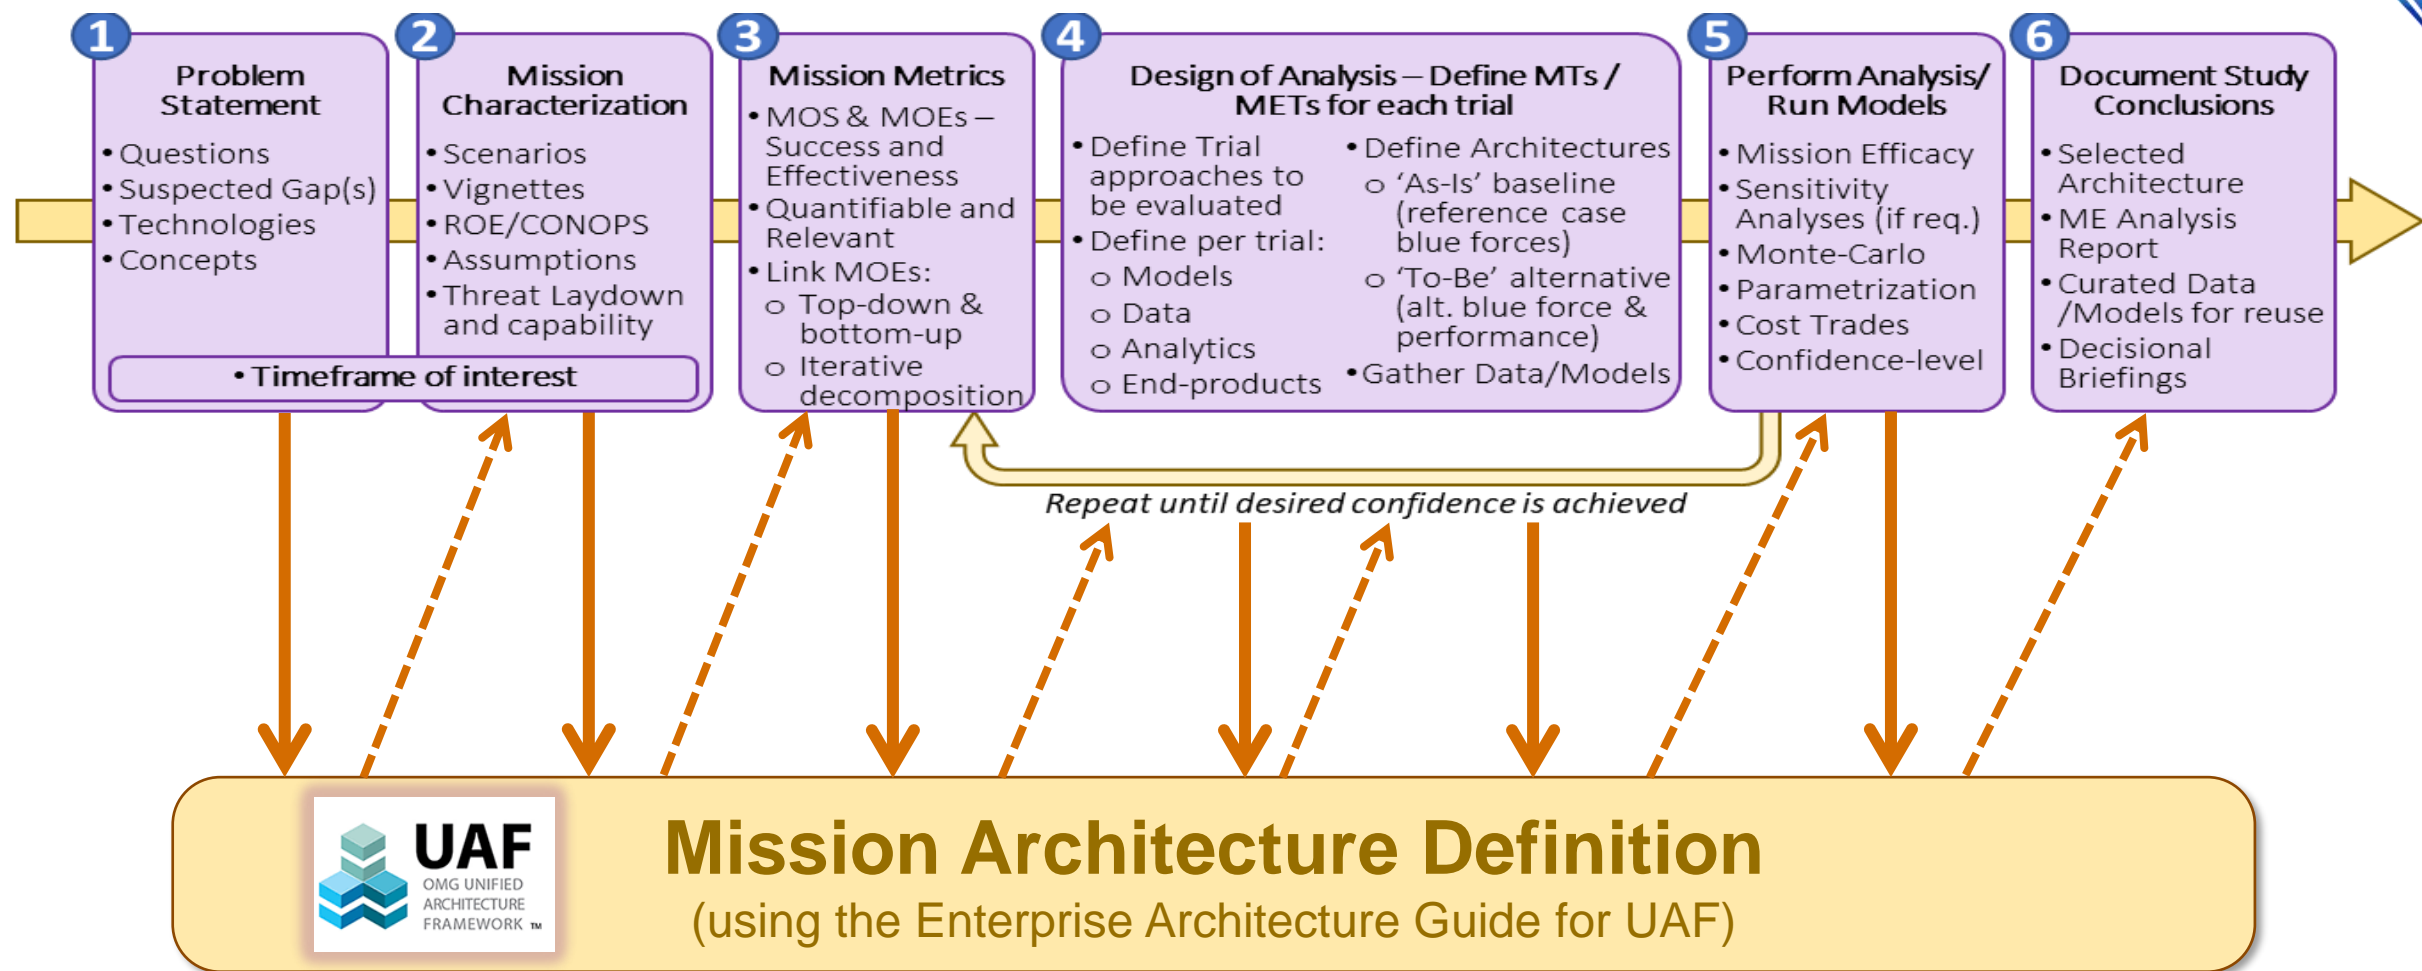 1
Problem
Statement
• Questions
• Suspected Gap(s)
• Technologies
• Concepts
2
Mission
Characterization
• Scenarios
• Vignettes
• ROE/CONOPS
• Assumptions
• Threat Laydown
and capability
• Timeframe of interest
3
Mission Metrics
• MOS & MOEs –
Success and
Effectiveness
• Quantifiable and
Relevant
• Link MOEs:
o Top-down &
bottom-up
o Iterative
decomposition
4
Design of Analysis – Define MTs /
METs for each trial
• Define Trial
approaches to
be evaluated
• Define per trial:
o Models
o Data
o Analytics
o End-products
• Define Architectures
o ‘As-Is’ baseline
(reference case
blue forces)
o ‘To-Be’ alternative
(alt. blue force &
performance)
• Gather Data/Models
5
Perform Analysis/
Run Models
• Mission Efficacy
• Sensitivity
Analyses (if req.)
• Monte-Carlo
• Parametrization
• Cost Trades
• Confidence-level
6
Document Study
Conclusions
• Selected
Architecture
• ME Analysis
Report
• Curated Data
/Models for reuse
• Decisional
Briefings
Repeat until desired confidence is achieved
UAF
OMG UNIFIED
ARCHITECTURE
FRAMEWORK ™
Mission Architecture Definition
(using the Enterprise Architecture Guide for UAF)